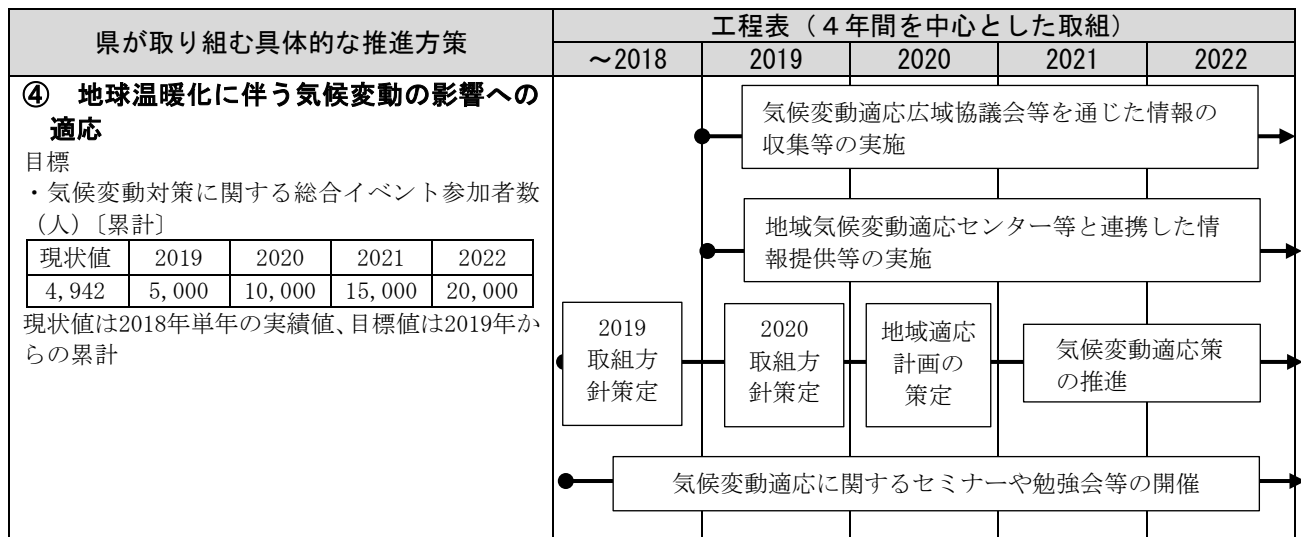 県が取り組む具体的な推進方策
工程表（４年間を中心とした取組）
～2018 2019 2020 2021 2022
④　地球温暖化に伴う気候変動の影響への
適応
目標
・気候変動対策に関する総合イベント参加者数
（人）〔累計〕
現状値 2019 2020 2021 2022
4,942 5,000 10,000 15,000 20,000
現状値は2018年単年の実績値、目標値は2019年か
らの累計
気候変動適応広域協議会等を通じた情報の
収集等の実施
地域気候変動適応センター等と連携した情
報提供等の実施
2019
取組方
針策定
2020
取組方
針策定
地域適応
計画の
策定
気候変動適応策
の推進
気候変動適応に関するセミナーや勉強会等の開催